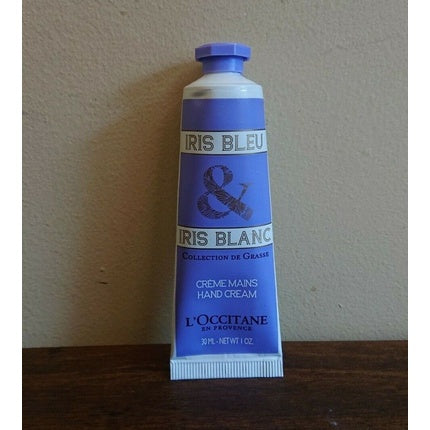 IRIS BLEU
&
IRIS BLANC
COLLECTION DE GRASSE
CRÈME MAINS
HAND CREAM
L'OCCITANE
EN PROVENCE
30 ML - NET WT 1 OZ.